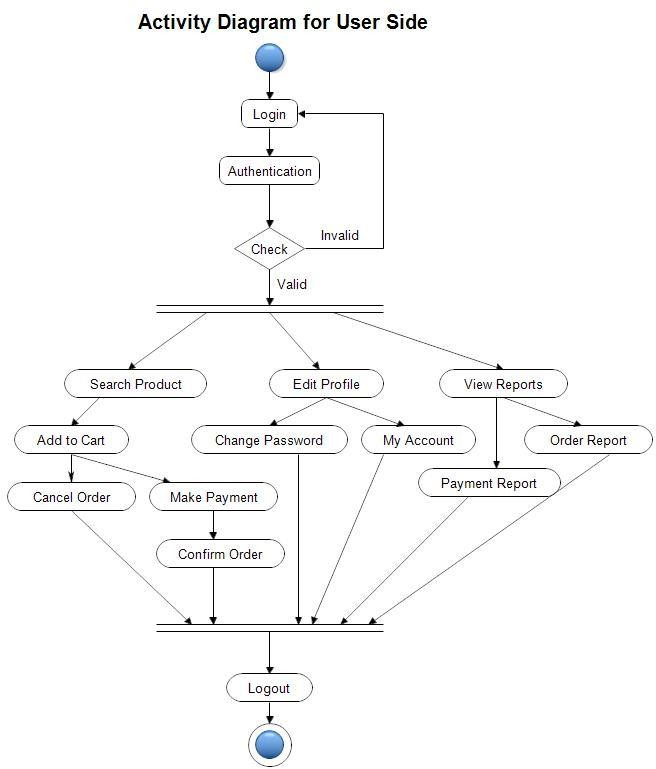 Activity Diagram for User Side
Login
Authentication
Check
Invalid
Valid
Search Product
Edit Profile
View Reports
Add to Cart
Change Password
My Account
Order Report
Cancel Order
Make Payment
Payment Report
Confirm Order
Logout